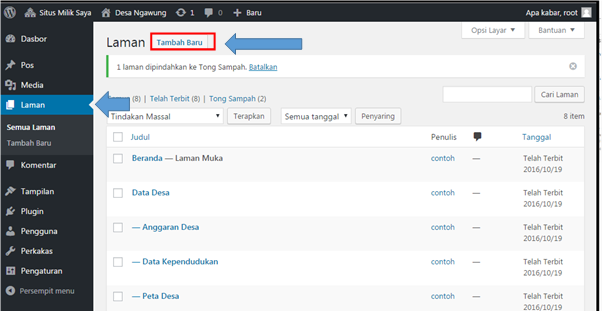 Situs Milik Saya Desa Ngawung 1 0 + Baru Apa kabar, root
Opsi Layar Bantuan
Dasbor
Pos
Media
Laman
Semua Laman
Tambah Baru
Komentar
Tampilan
Plugin
Pengguna
Perkakas
Pengaturan
Persempit menu
Laman Tambah Baru
1 laman dipindahkan ke Tong Sampah. Batalkan
(8) | Telah Terbit (8) | Tong Sampah (2)
Cari Laman
Tindakan Massal Terapkan Semua tanggal Penyaring 8 item
Judul Penulis Tanggal
Beranda — Laman Muka contoh — Telah Terbit
2016/10/19
Data Desa contoh — Telah Terbit
2016/10/19
— Anggaran Desa contoh — Telah Terbit
2016/10/19
— Data Kependudukan contoh — Telah Terbit
2016/10/19
— Peta Desa contoh — Telah Terbit
2016/10/19